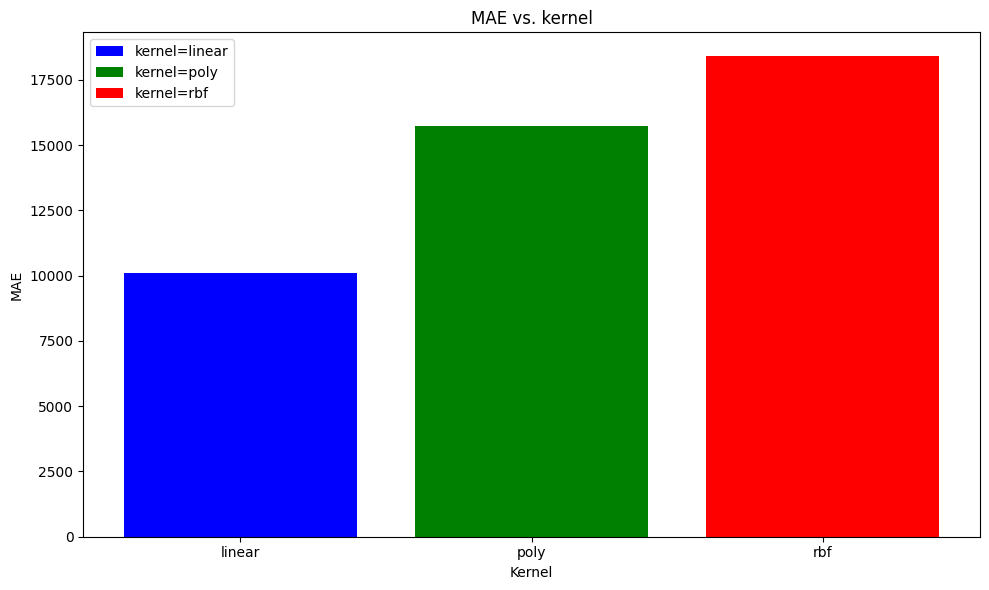 MAE vs. kernel
kernel=linear
kernel=poly
kernel=rbf
MAE
17500
15000
12500
10000
7500
5000
2500
0
linear
poly
rbf
Kernel